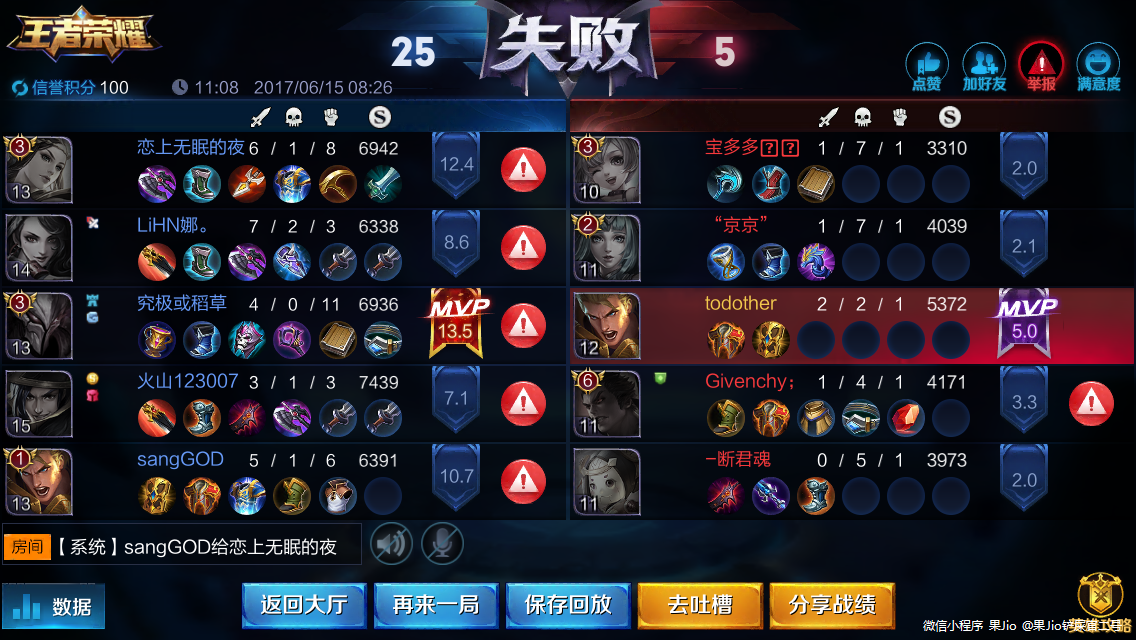 王者荣耀
25 失败 5
信誉积分 100 11:08 2017/06/15 08:26
点赞 加好友 举报 满意度
S S
3 13 恋上无眠的夜 6 / 1 / 8 6942 12.4
14 LiHN娜。 7 / 2 / 3 6338 8.6
3 13 究极或稻草 4 / 0 / 11 6936 MVP 13.5
15 火山123007 3 / 1 / 3 7439 7.1
1 13 sangGOD 5 / 1 / 6 6391 10.7
3 10 宝多多 1 / 7 / 1 3310 2.0
2 11 “京京” 1 / 7 / 1 4039 2.1
12 todother 2 / 2 / 1 5372 MVP 5.0
6 11 Givenchy; 1 / 4 / 1 4171 3.3
11 一断君魂 0 / 5 / 1 3973 2.0
房间 【系统】sangGOD给恋上无眠的夜
数据 返回大厅 再来一局 保存回放 去吐槽 分享战绩
微信小程序 果Jio @果Jio